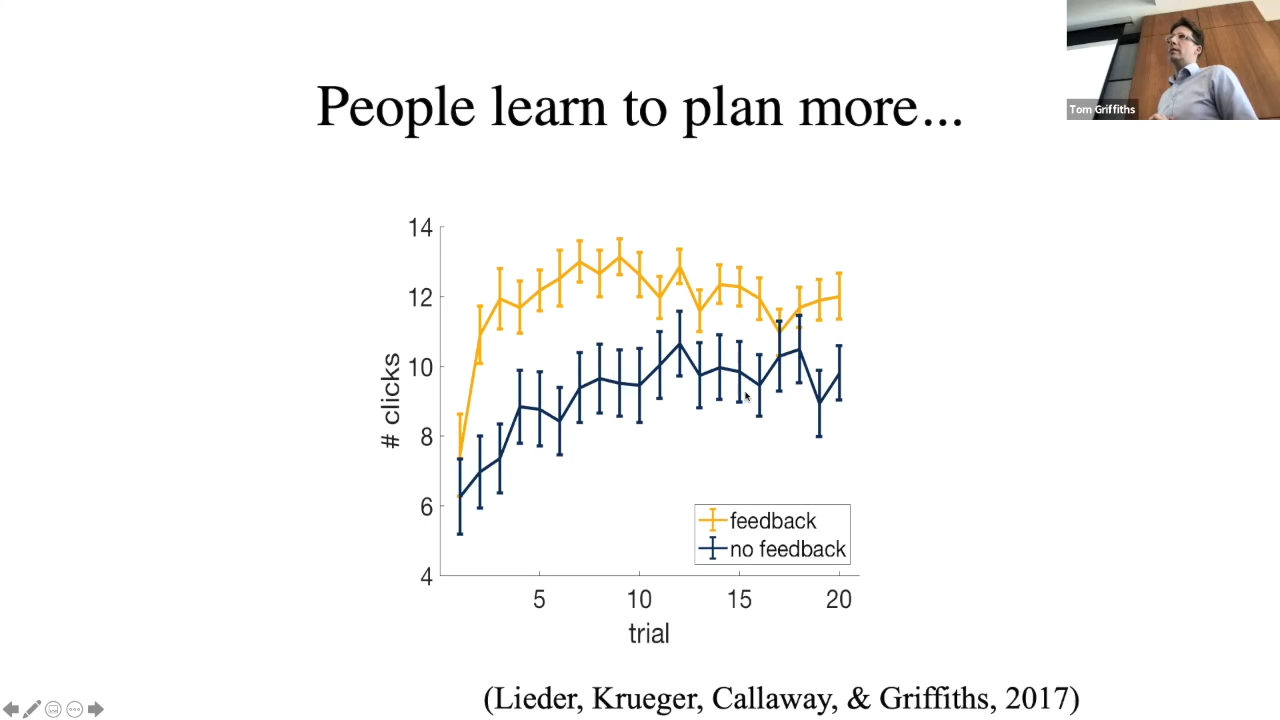 Tom Griffiths
People learn to plan more...
14
12
10
8
6
4
# clicks
feedback
no feedback
5 10 15 20
trial
(Lieder, Krueger, Callaway, & Griffiths, 2017)